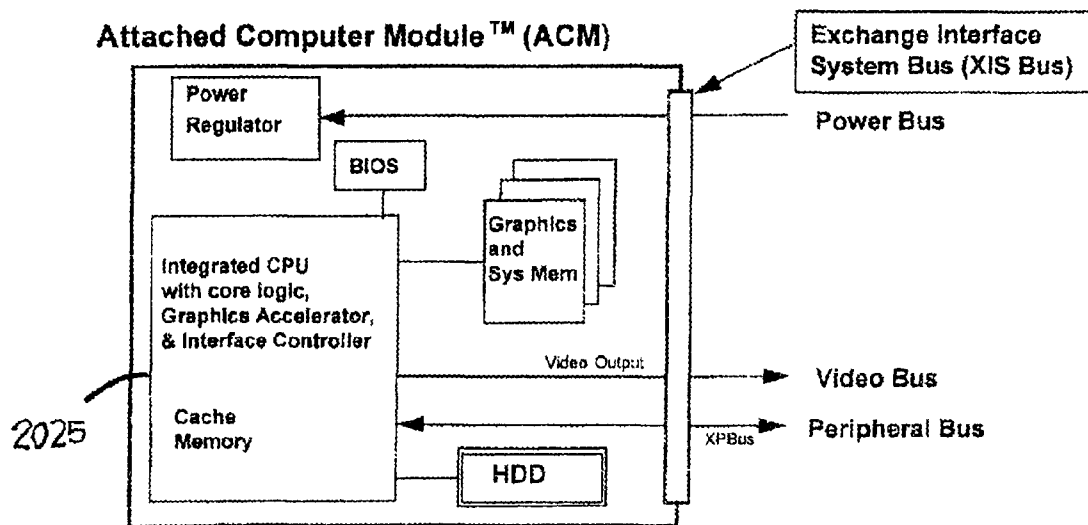 Attached Computer Module™ (ACM)
Exchange Interface
System Bus (XIS Bus)
Power
Regulator
Power Bus
BIOS
Graphics
and
Sys Mem
Integrated CPU
with core logic,
Graphics Accelerator,
& Interface Controller
Video Output
Video Bus
2025
Cache
Memory
XPBus
Peripheral Bus
HDD